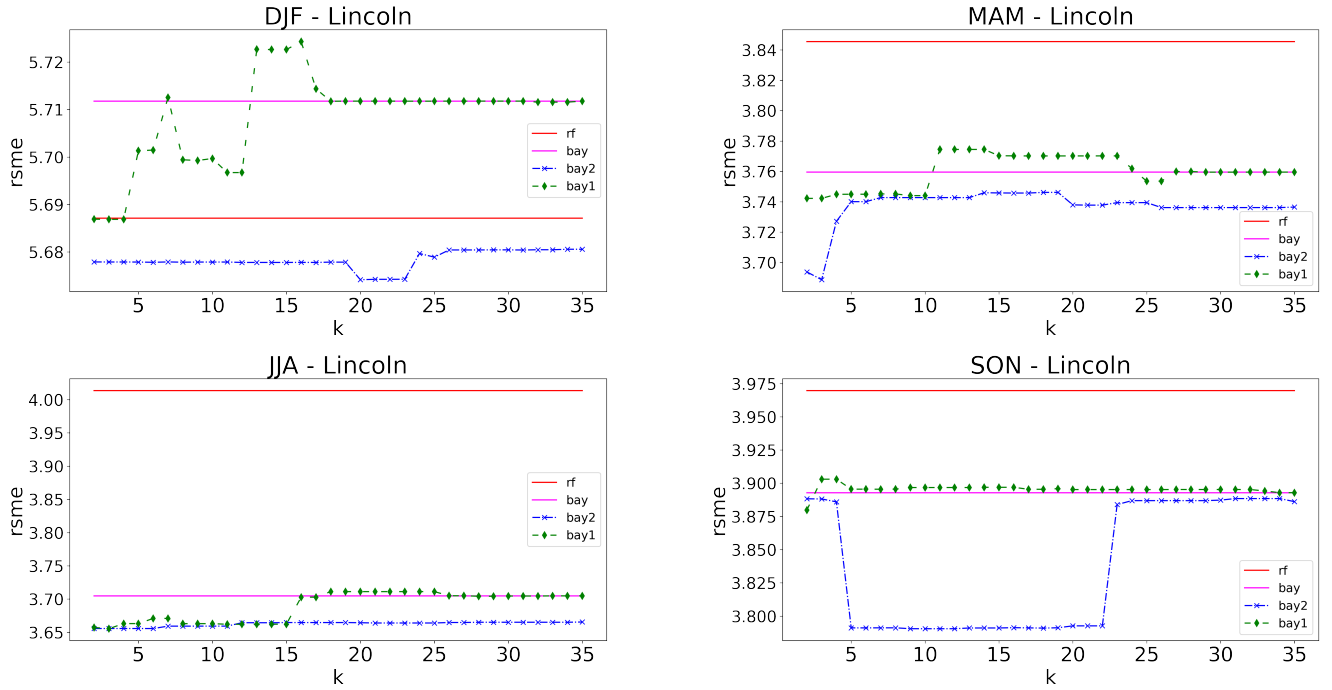 DJF - Lincoln
rsme
5.72
5.71
5.70
5.69
5.68
5 10 15 20 25 30 35
k
rf
bay
bay2
bay1
MAM - Lincoln
rsme
3.84
3.82
3.80
3.78
3.76
3.74
3.72
3.70
5 10 15 20 25 30 35
k
rf
bay
bay2
bay1
JJA - Lincoln
rsme
4.00
3.95
3.90
3.85
3.80
3.75
3.70
3.65
5 10 15 20 25 30 35
k
rf
bay
bay2
bay1
SON - Lincoln
rsme
3.975
3.950
3.925
3.900
3.875
3.850
3.825
3.800
5 10 15 20 25 30 35
k
rf
bay
bay2
bay1